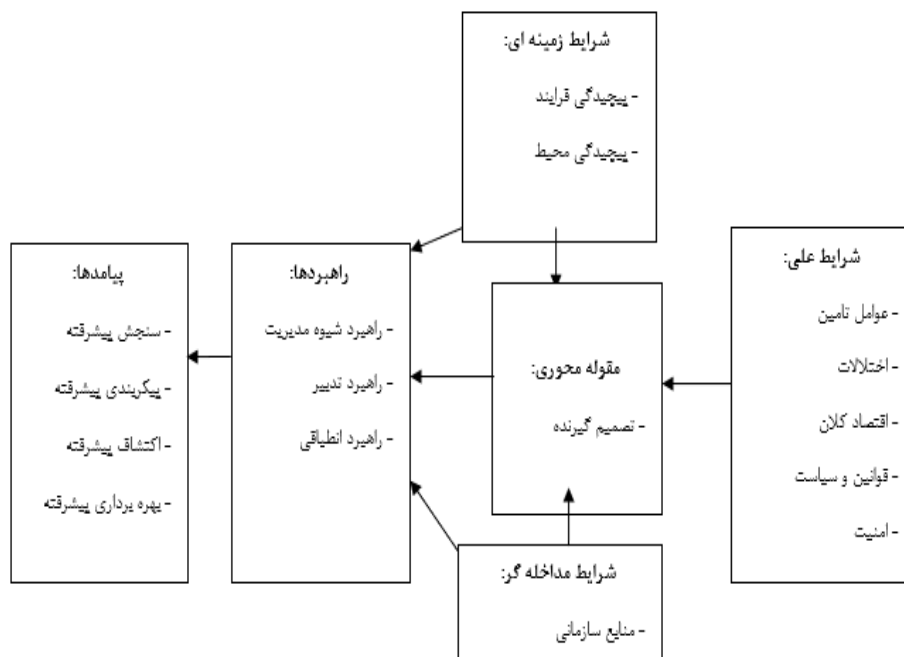 شرایط زمینه ای:
- پیچیدگی فرایند
- پیچیدگی محیط
شرایط علی:
- عوامل تامین
- اختلالات
- اقتصاد کلان
- قوانین و سیاست
- امنیت
مقوله محوری:
- تصمیم گیرنده
راهبردها:
- راهبرد شیوه مدیریت
- راهبرد تدبیر
- راهبرد انطباقی
پیامدها:
- سنجش پیشرفته
- پیکربندی پیشرفته
- اکتشاف پیشرفته
- بهره برداری پیشرفته
شرایط مداخله گر:
- منابع سازمانی